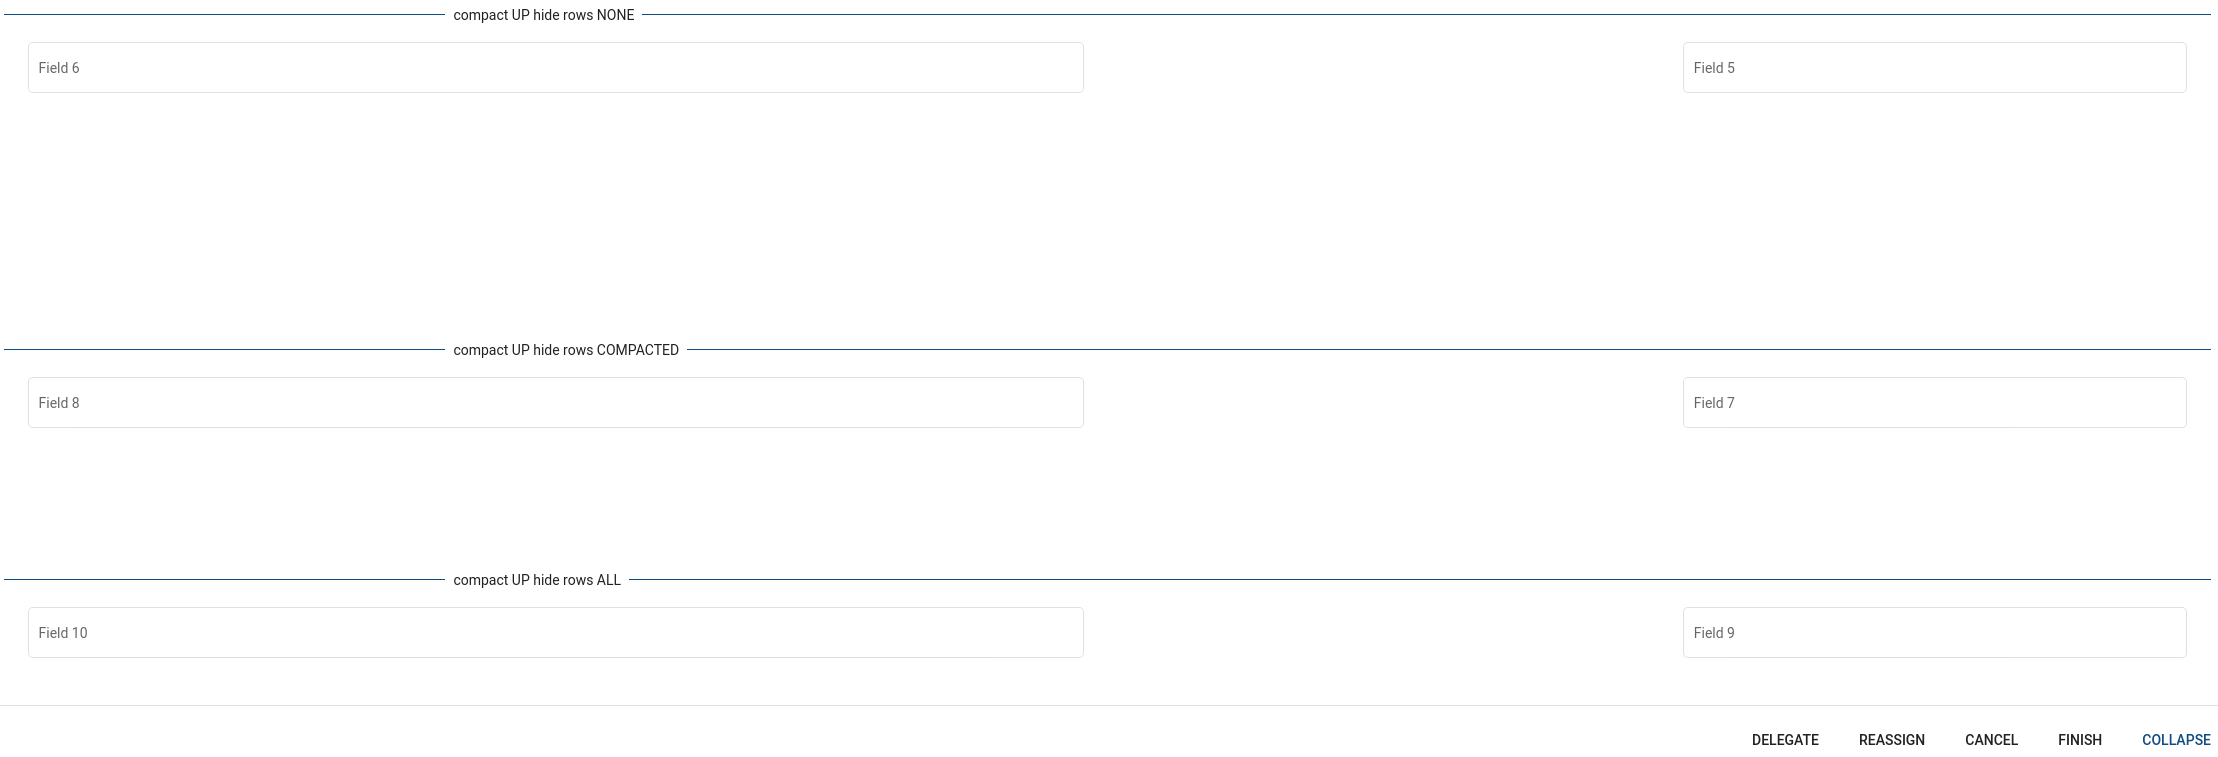 compact UP hide rows NONE
Field 6
Field 5
compact UP hide rows COMPACTED
Field 8
Field 7
compact UP hide rows ALL
Field 10
Field 9
DELEGATE REASSIGN CANCEL FINISH COLLAPSE